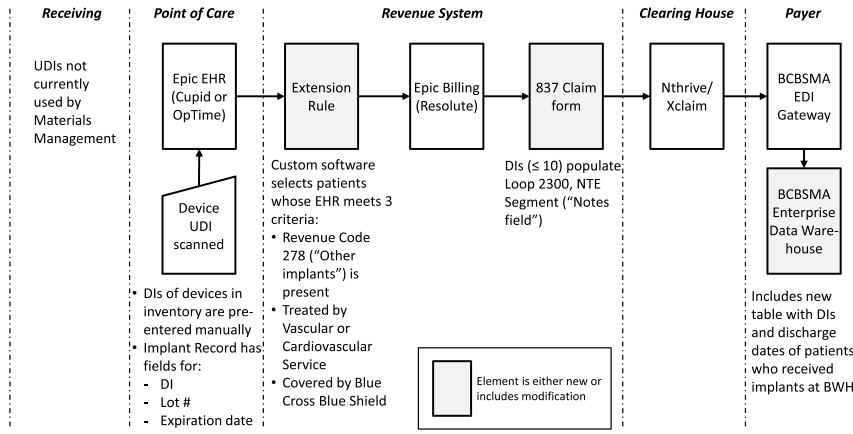 Receiving
Point of Care
Revenue System
Clearing House
Payer
UDIs not
currently
used by
Materials
Management
Epic EHR
(Cupid or
OpTime)
Extension
Rule
Epic Billing
(Resolute)
837 Claim
form
Nthrive/
Xclaim
BCBSMA
EDI
Gateway
Device
UDI
scanned
• DIs of devices in
inventory are pre-
entered manually
• Implant Record has
fields for:
- DI
- Lot #
- Expiration date
Custom software
selects patients
whose EHR meets 3
criteria:
• Revenue Code
278 (“Other
implants”) is
present
• Treated by
Vascular or
Cardiovascular
Service
• Covered by Blue
Cross Blue Shield
DIs (≤ 10) populate
Loop 2300, NTE
Segment (“Notes
field”)
BCBSMA
Enterprise
Data Ware-
house
Includes new
table with DIs
and discharge
dates of patients
who received
implants at BWH
Element is either new or
includes modification